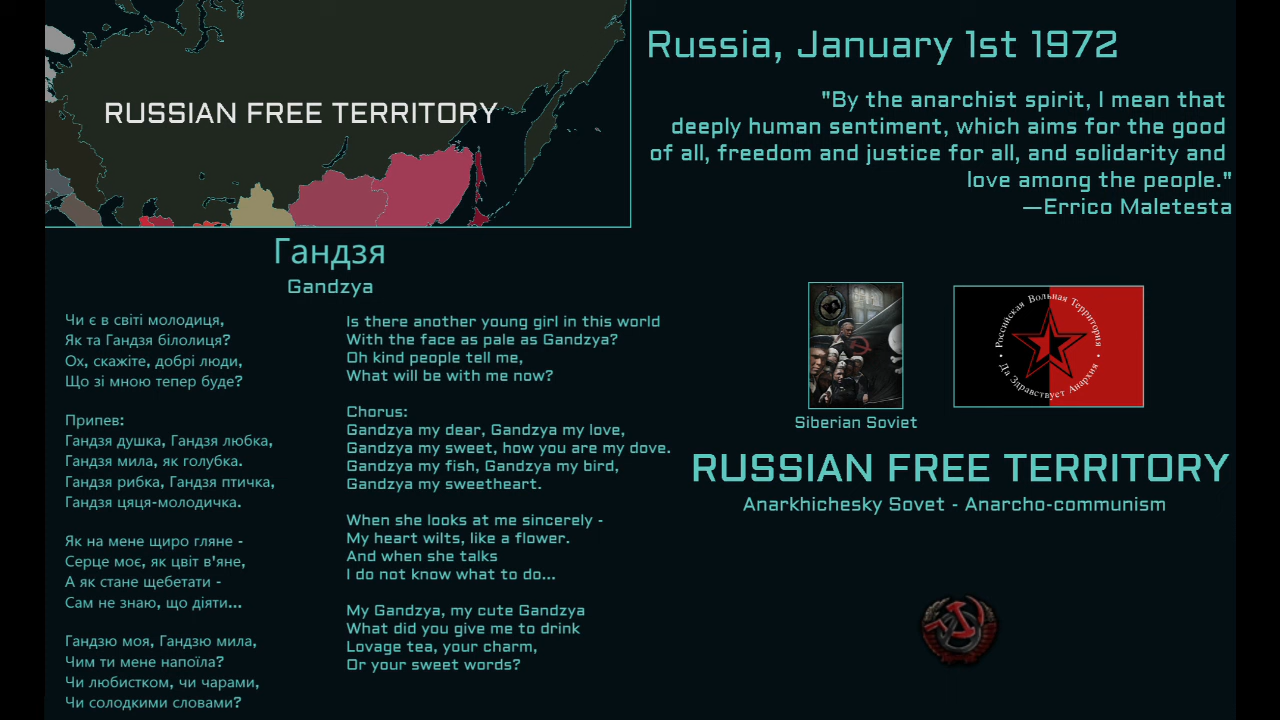 RUSSIAN FREE TERRITORY
Russia, January 1st 1972
"By the anarchist spirit, I mean that
deeply human sentiment, which aims for the good
of all, freedom and justice for all, and solidarity and
love among the people."
—Errico Maletesta
Гандзя
Gandzya
Чи є в світі молодиця,
Як та Гандзя білолиця?
Ох, скажіте, добрі люди,
Що зі мною тепер буде?
Припев:
Гандзя душка, Гандзя любка,
Гандзя мила, як голубка.
Гандзя рибка, Гандзя птичка,
Гандзя цяця-молодичка.
Як на мене щиро гляне -
Серце моє, як цвіт в'яне,
А як стане щебетати -
Сам не знаю, що діяти...
Гандзю моя, Гандзю мила,
Чим ти мене напоїла?
Чи любистком, чи чарами,
Чи солодкими словами?
Is there another young girl in this world
With the face as pale as Gandzya?
Oh kind people tell me,
What will be with me now?
Chorus:
Gandzya my dear, Gandzya my love,
Gandzya my sweet, how you are my dove.
Gandzya my fish, Gandzya my bird,
Gandzya my sweetheart.
When she looks at me sincerely -
My heart wilts, like a flower.
And when she talks
I do not know what to do...
My Gandzya, my cute Gandzya
What did you give me to drink
Lovage tea, your charm,
Or your sweet words?
Siberian Soviet
Российская Вольная Территория
Да Здравствует Анархия
RUSSIAN FREE TERRITORY
Anarkhichesky Sovet - Anarcho-communism